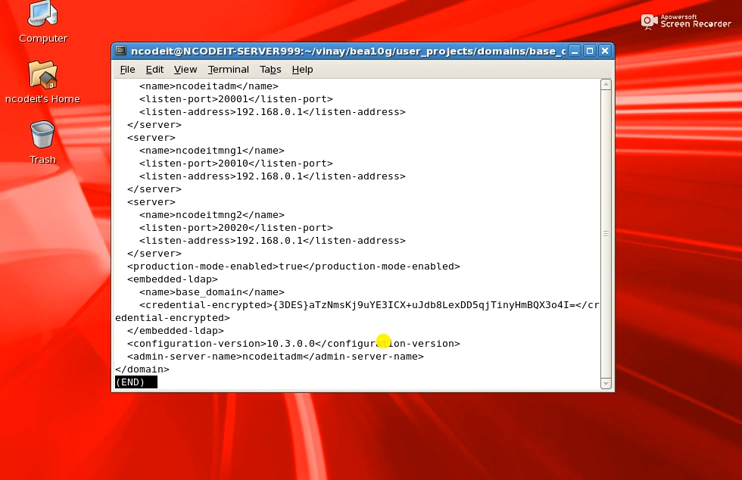 Computer
ncodeit's Home
Trash
Apowersoft
Screen Recorder
ncodeit@NCODEIT-SERVER999:~/vinay/bea10g/user_projects/domains/base_d
File Edit View Terminal Tabs Help
<name>ncodeitadm</name>
<listen-port>20001</listen-port>
<listen-address>192.168.0.1</listen-address>
</server>
<server>
<name>ncodeitmng1</name>
<listen-port>20010</listen-port>
<listen-address>192.168.0.1</listen-address>
</server>
<server>
<name>ncodeitmng2</name>
<listen-port>20020</listen-port>
<listen-address>192.168.0.1</listen-address>
</server>
<production-mode-enabled>true</production-mode-enabled>
<embedded-ldap>
<name>base_domain</name>
<credential-encrypted>{3DES}aTzNmsKj9uYE3ICX+uJdb8LexDD5qjTinyHmBQX3o4I=</cr
edential-encrypted>
</embedded-ldap>
<configuration-version>10.3.0.0</configuration-version>
<admin-server-name>ncodeitadm</admin-server-name>
</domain>
(END)